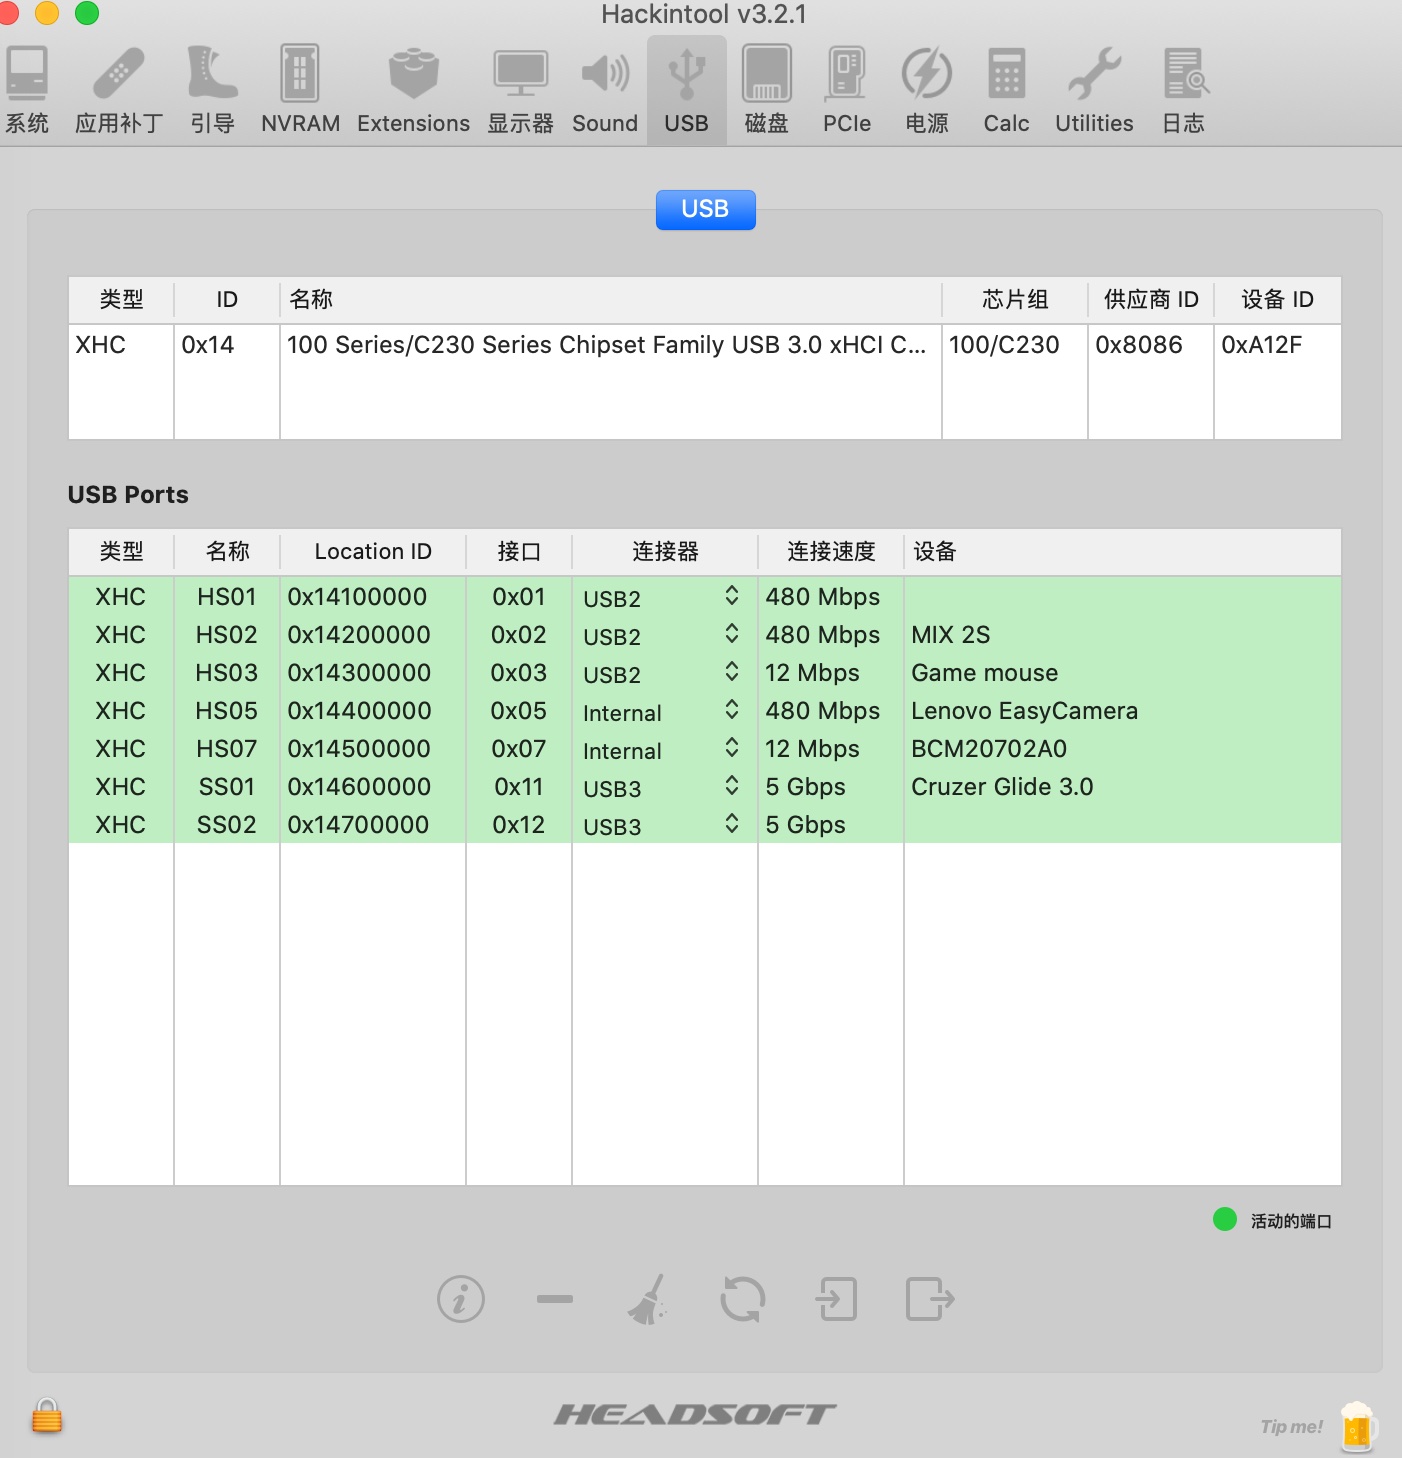 Hackintool v3.2.1
系统 应用补丁 引导 NVRAM Extensions 显示器 Sound USB 磁盘 PCIe 电源 Calc Utilities 日志
USB
类型 ID 名称 芯片组 供应商 ID 设备 ID
XHC 0x14 100 Series/C230 Series Chipset Family USB 3.0 xHCI C... 100/C230 0x8086 0xA12F
USB Ports
类型 名称 Location ID 接口 连接器 连接速度 设备
XHC HS01 0x14100000 0x01 USB2 480 Mbps
XHC HS02 0x14200000 0x02 USB2 480 Mbps MIX 2S
XHC HS03 0x14300000 0x03 USB2 12 Mbps Game mouse
XHC HS05 0x14400000 0x05 Internal 480 Mbps Lenovo EasyCamera
XHC HS07 0x14500000 0x07 Internal 12 Mbps BCM20702A0
XHC SS01 0x14600000 0x11 USB3 5 Gbps Cruzer Glide 3.0
XHC SS02 0x14700000 0x12 USB3 5 Gbps
活动的端口
HEADSOFT
Tip me!